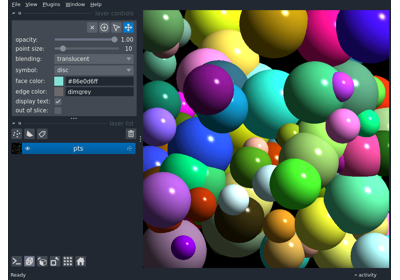 File View Plugins Window Help
layer controls
opacity: 1.00
point size: 10
blending: translucent
symbol: disc
face color: #86e0d6ff
edge color: dimgrey
display text:
out of slice:
layer list
pts
Ready
activity